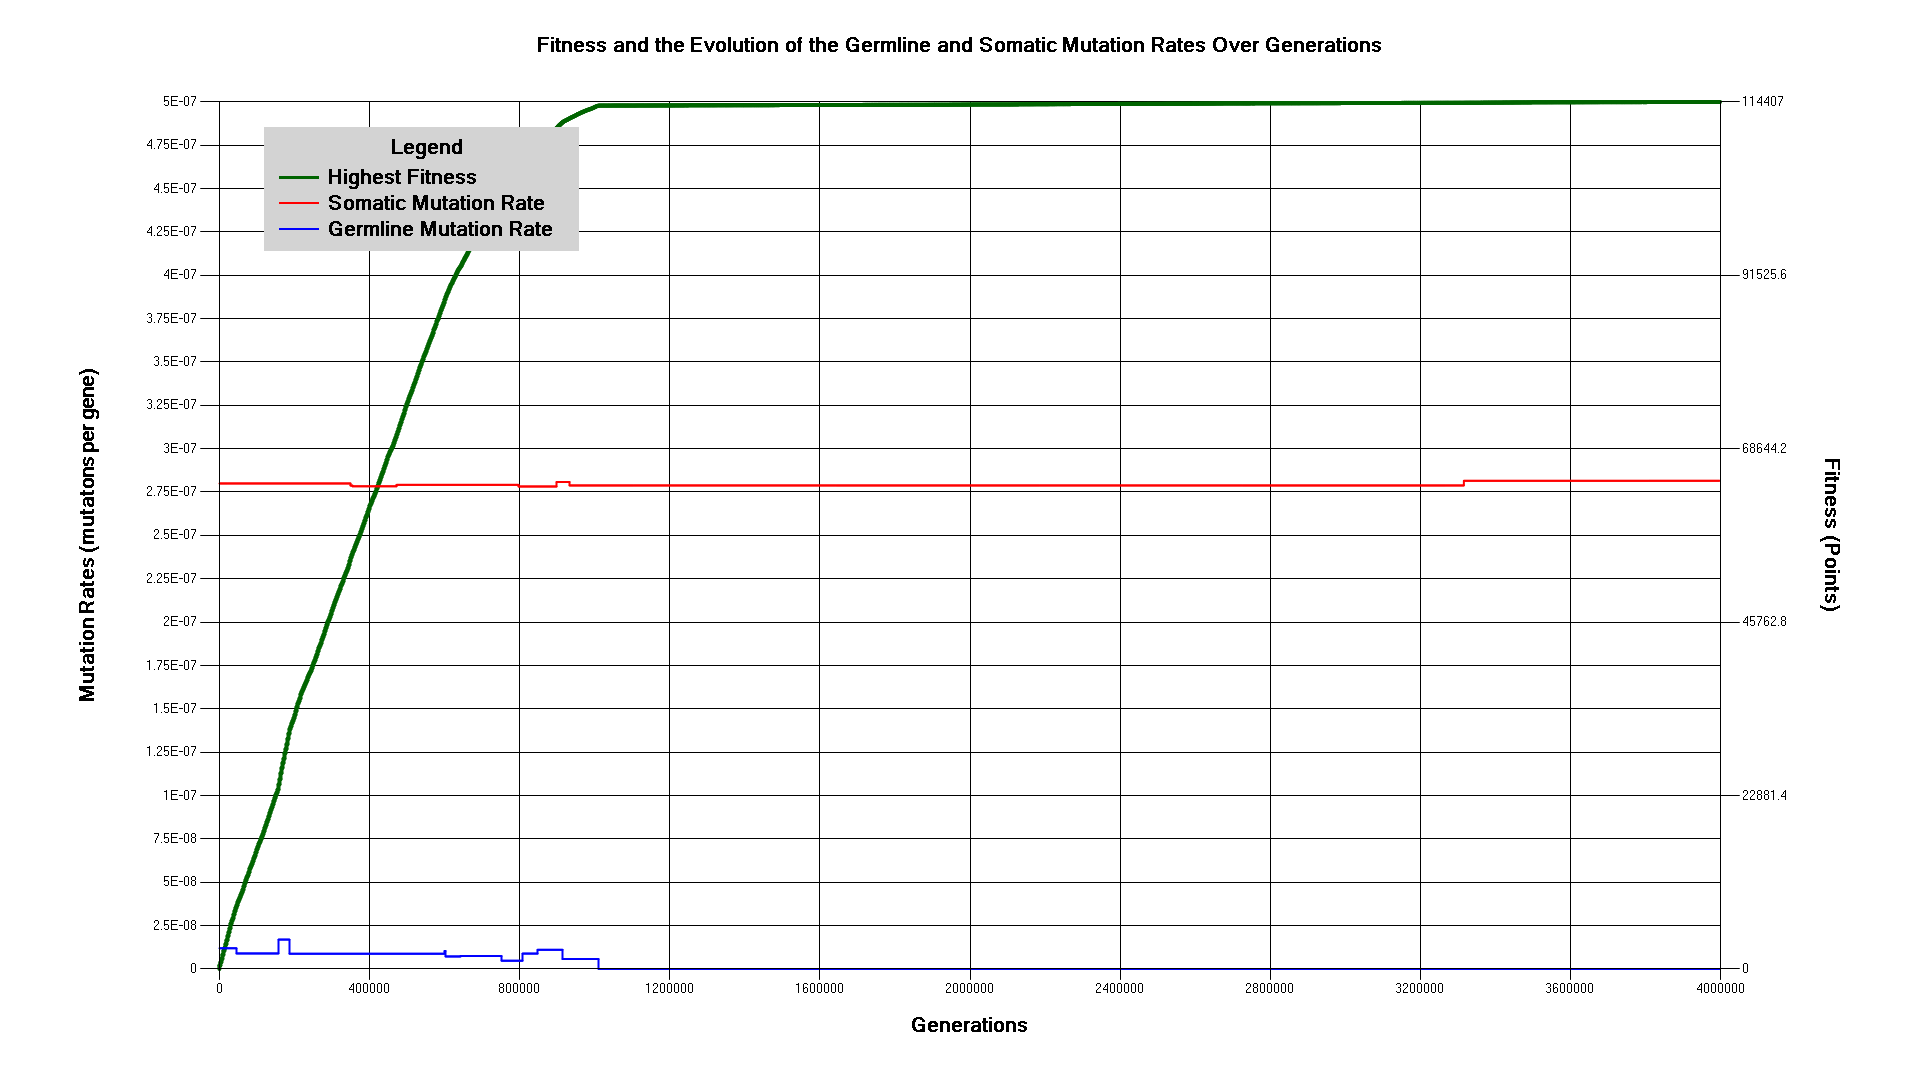 Fitness and the Evolution of the Germline and Somatic Mutation Rates Over Generations
5E-07
4.75E-07
4.5E-07
4.25E-07
4E-07
3.75E-07
3.5E-07
3.25E-07
3E-07
2.75E-07
2.5E-07
2.25E-07
2E-07
1.75E-07
1.5E-07
1.25E-07
1E-07
7.5E-08
5E-08
2.5E-08
0
Mutation Rates (mutatons per gene)
Legend
Highest Fitness
Somatic Mutation Rate
Germline Mutation Rate
114407
91525.6
68644.2
45762.8
22881.4
0
Fitness (Points)
0 400000 800000 1200000 1600000 2000000 2400000 2800000 3200000 3600000 4000000
Generations